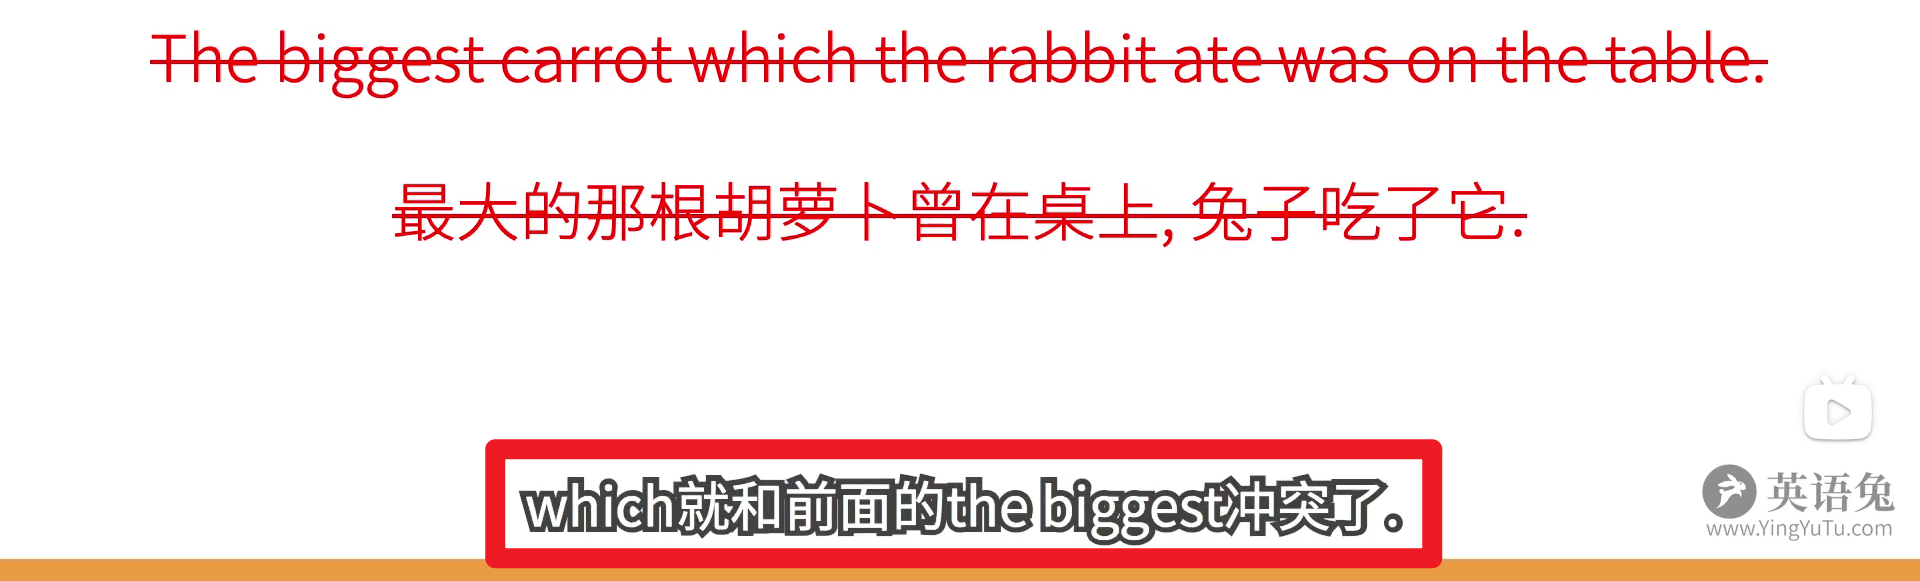 The biggest carrot which the rabbit ate was on the table.
最大的那根胡萝卜曾在桌上, 兔子吃了它.
which就和前面的the biggest冲突了。
英语兔
www.YingYuTu.com